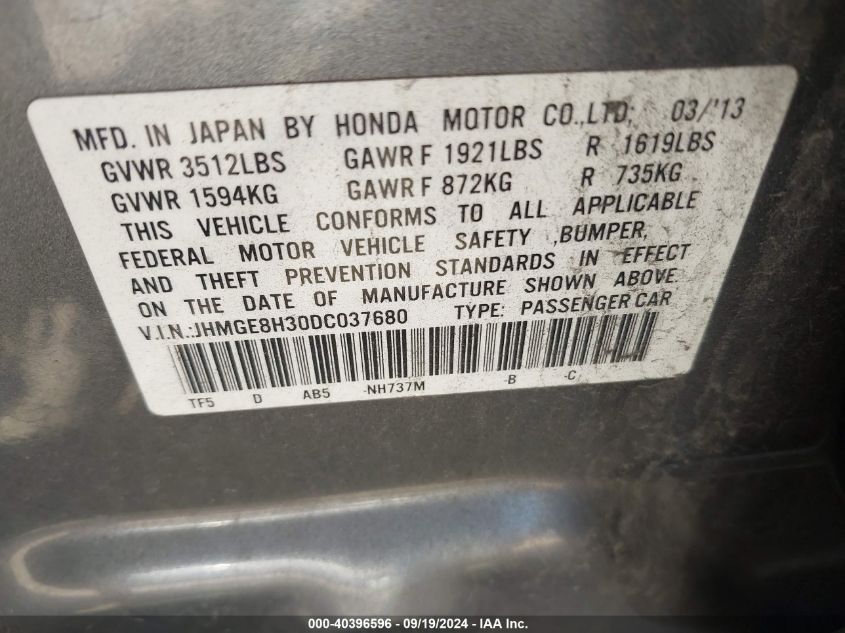 MFD. IN JAPAN BY HONDA MOTOR CO.,LTD; 03/'13
GVWR 3512LBS GAWR F 1921LBS R 1619LBS
GVWR 1594KG GAWR F 872KG R 735KG
THIS VEHICLE CONFORMS TO ALL APPLICABLE
FEDERAL MOTOR VEHICLE SAFETY ,BUMPER,
AND THEFT PREVENTION STANDARDS IN EFFECT
ON THE DATE OF MANUFACTURE SHOWN ABOVE.
V.I.N.:JHMGE8H30DC037680 TYPE: PASSENGER CAR
TF5 D AB5 -NH737M -B -C
000-40396596 - 09/19/2024 - IAA Inc.